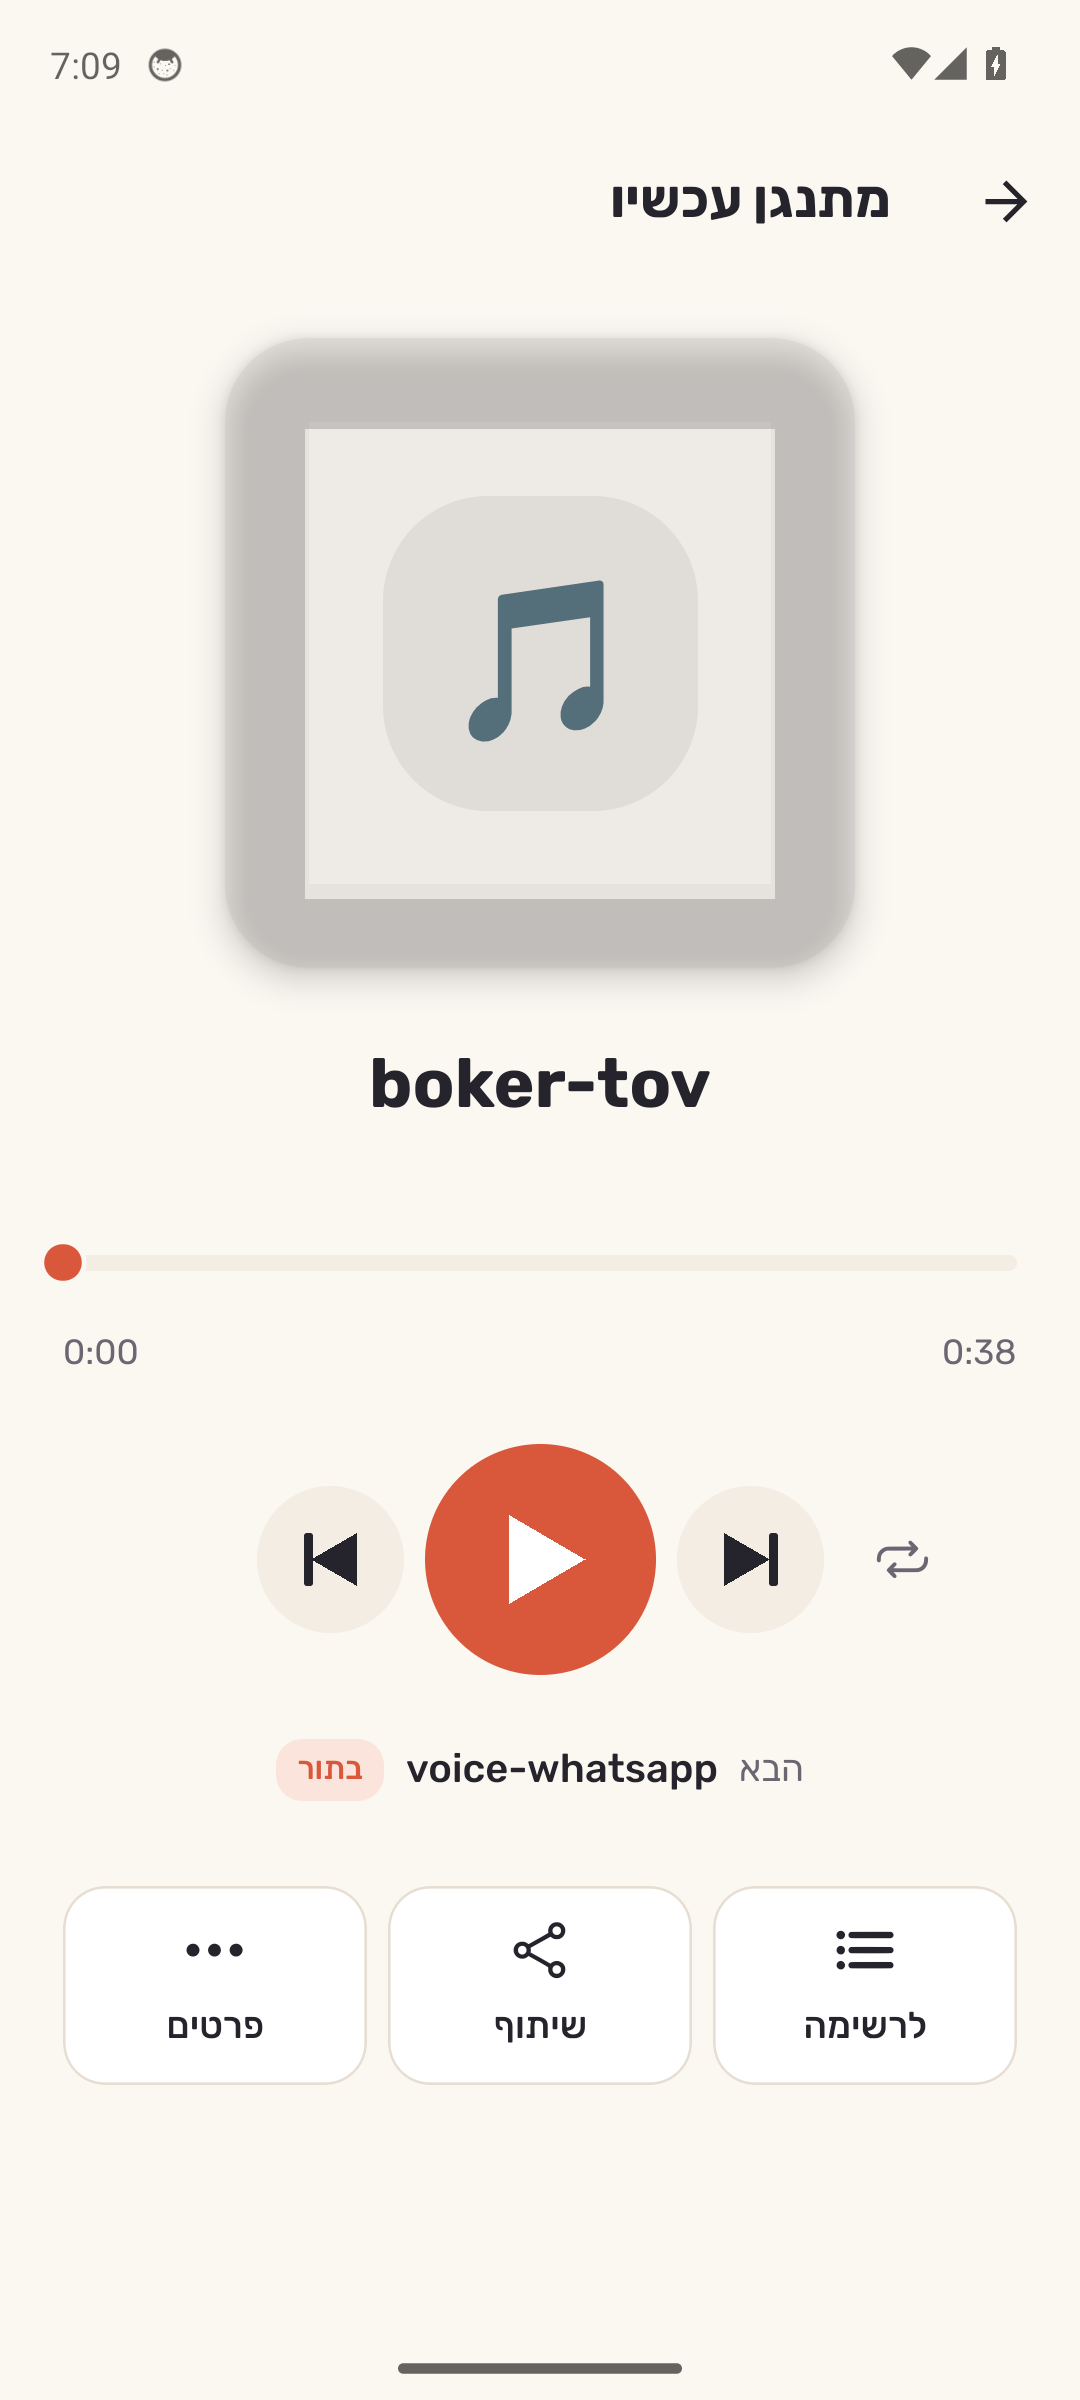 7:09
מתנגן עכשיו
boker-tov
0:00 0:38
הבא voice-whatsapp בתור
לרשימה שיתוף פרטים